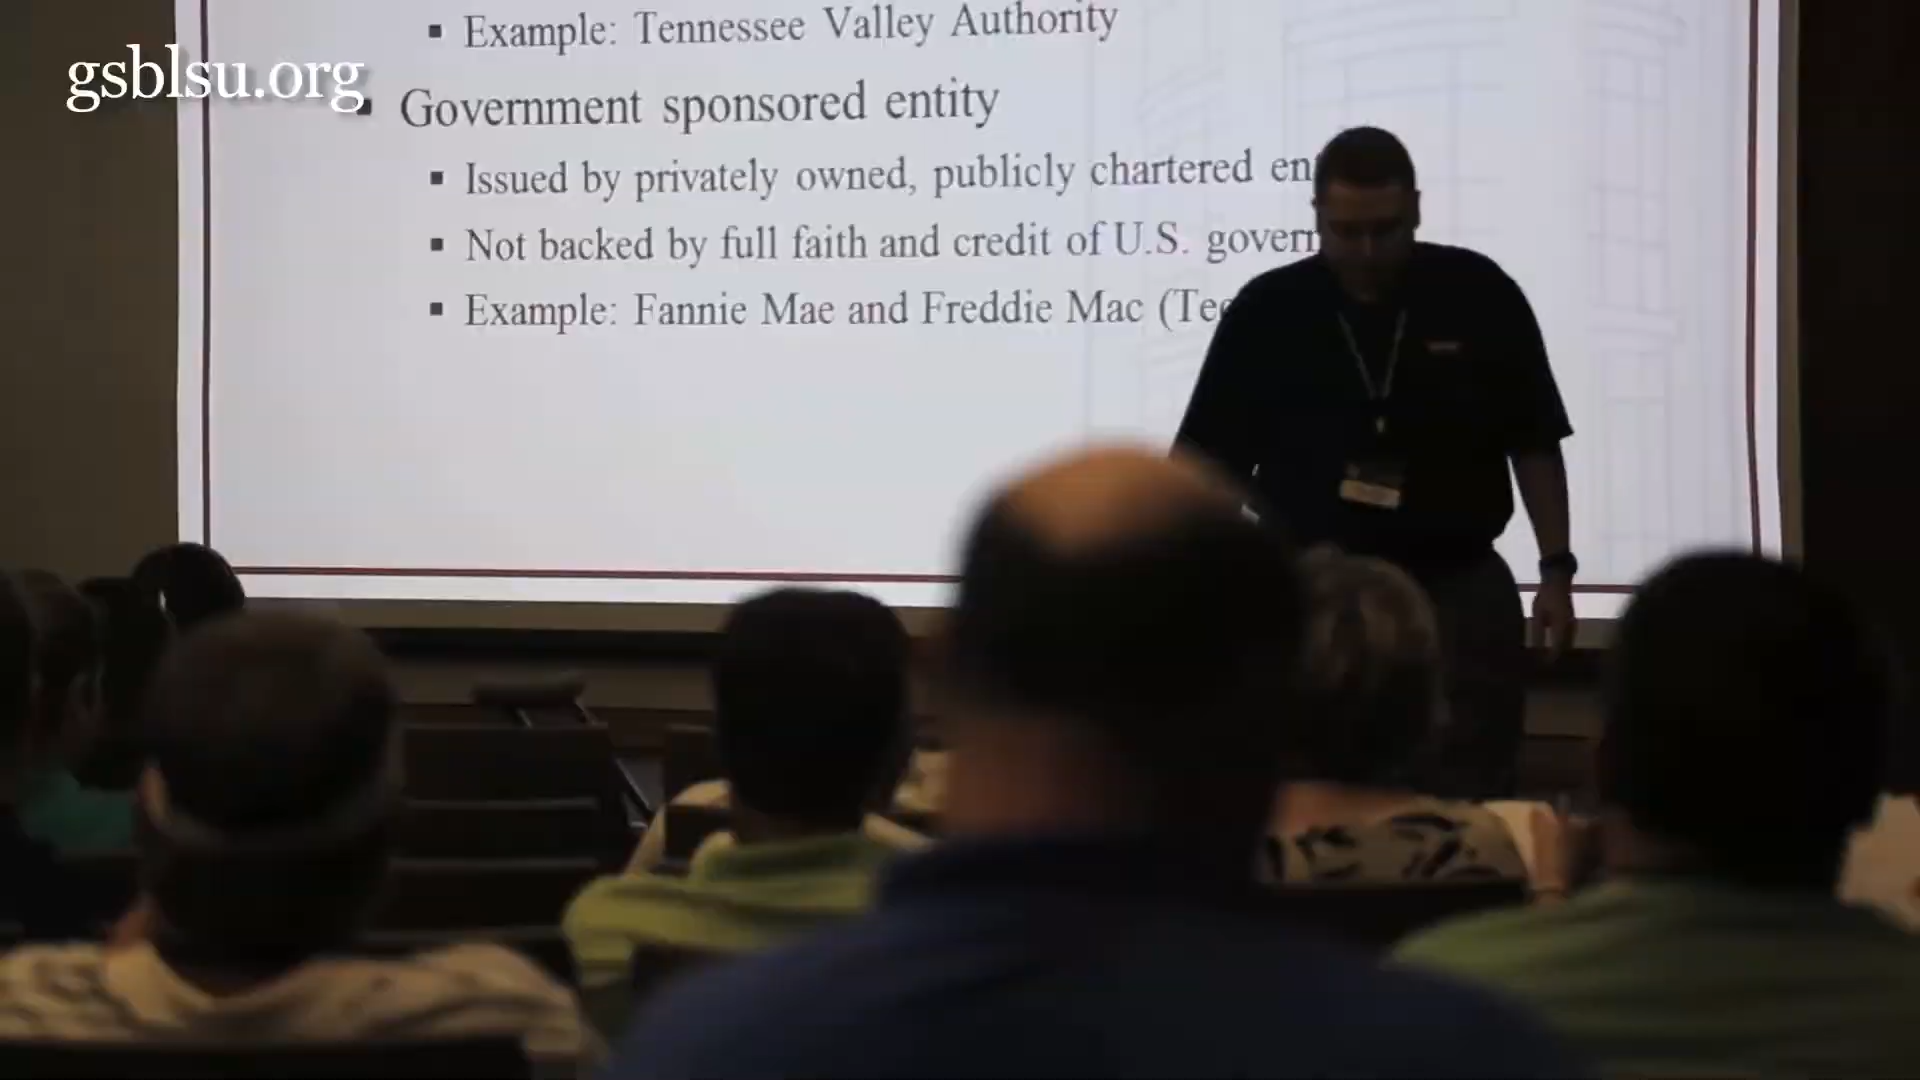 Example: Tennessee Valley Authority
gsblsu.org
Government sponsored entity
Issued by privately owned, publicly chartered
Not backed by full faith and credit of U.S.
Example: Fannie Mae and Freddie Mac